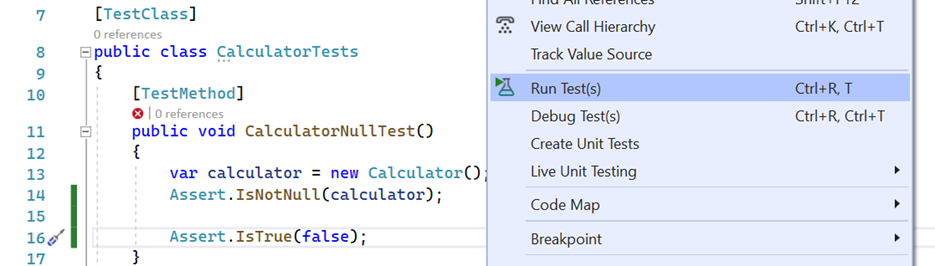 7 [TestClass]
0 references
8 public class CalculatorTests
9 {
10 [TestMethod]
| 0 references
11 public void CalculatorNullTest()
12 {
13 var calculator = new Calculator();
14 Assert.IsNotNull(calculator);
15
16 Assert.IsTrue(false);
17 }
Find All References Shift+F12
View Call Hierarchy Ctrl+K, Ctrl+T
Track Value Source
Run Test(s) Ctrl+R, T
Debug Test(s) Ctrl+R, Ctrl+T
Create Unit Tests
Live Unit Testing
Code Map
Breakpoint